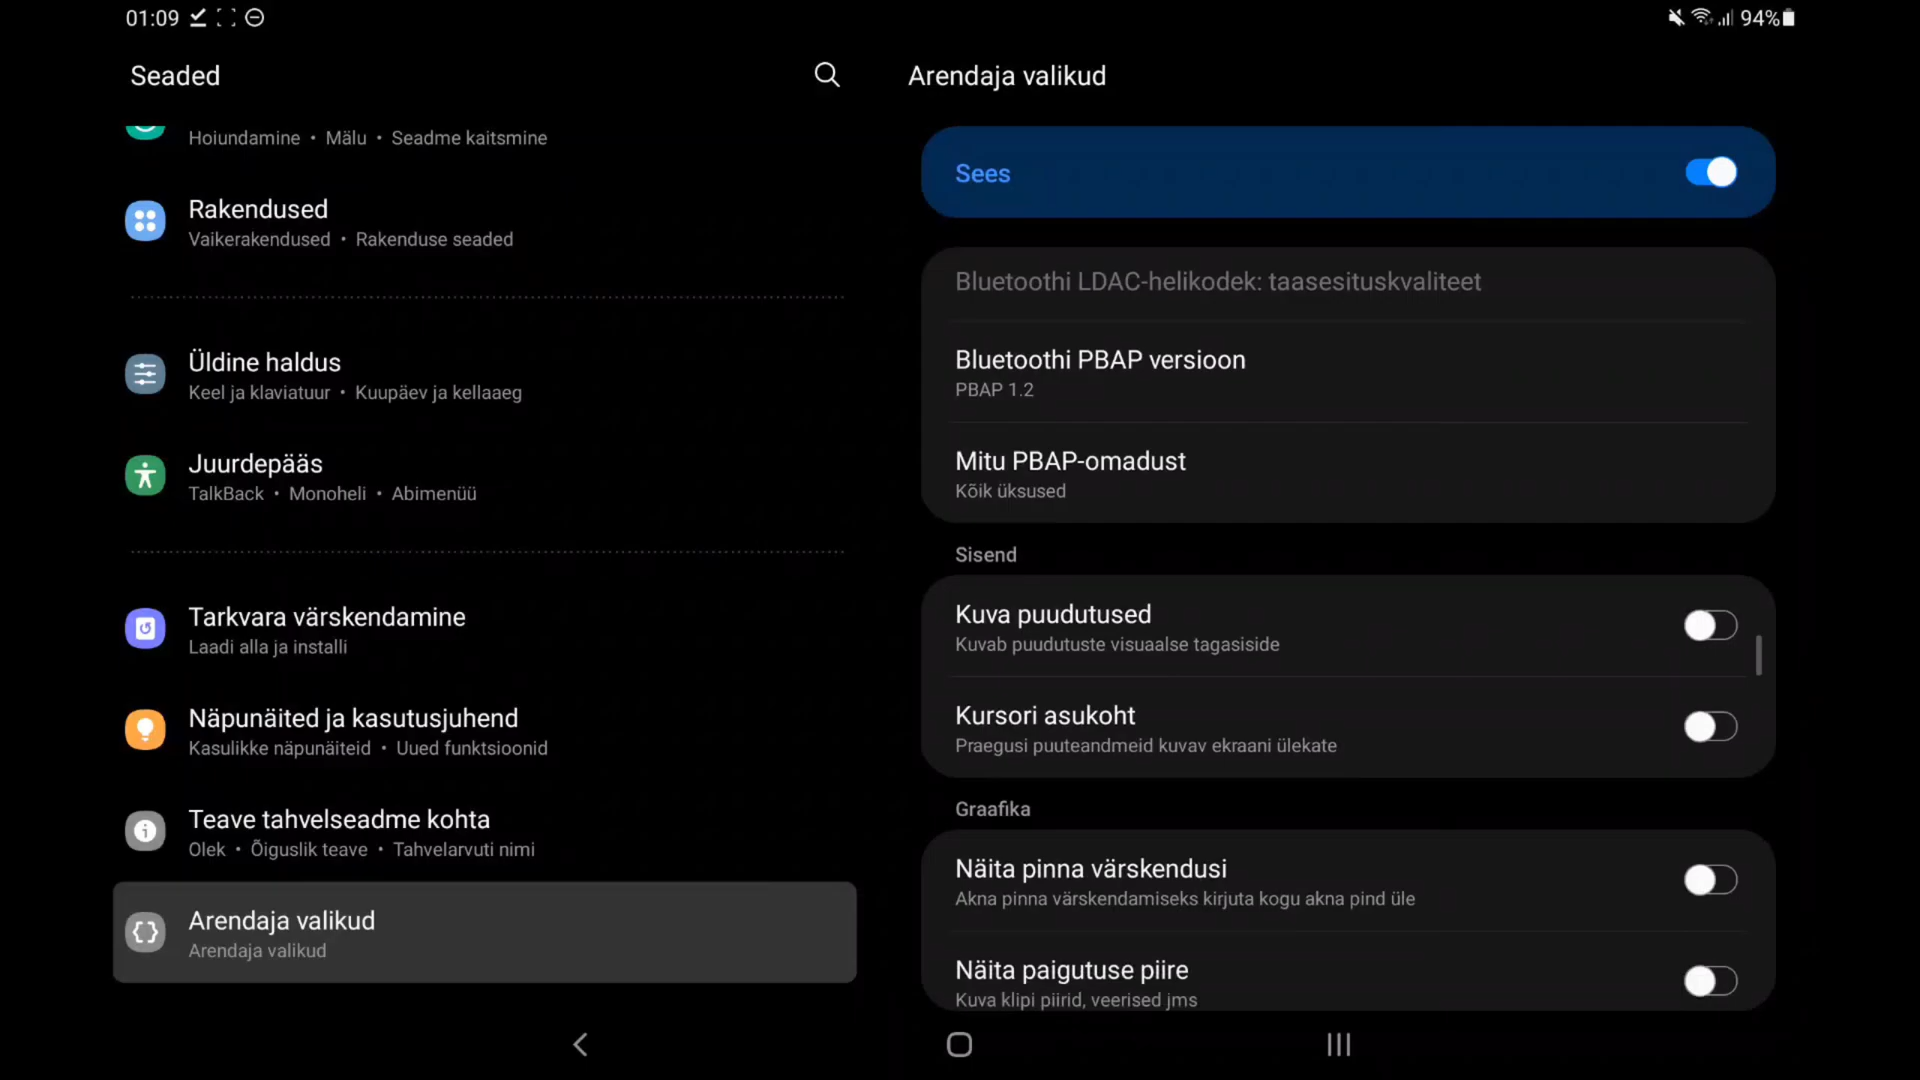 01:09
94%
Seaded
Hoiundamine • Mälu • Seadme kaitsmine
Rakendused
Vaikerakendused • Rakenduse seaded
Üldine haldus
Keel ja klaviatuur • Kuupäev ja kellaaeg
Juurdepääs
TalkBack • Monoheli • Abimenüü
Tarkvara värskendamine
Laadi alla ja installi
Näpunäited ja kasutusjuhend
Kasulikke näpunäiteid • Uued funktsioonid
Teave tahvelseadme kohta
Olek • Õiguslik teave • Tahvelarvuti nimi
Arendaja valikud
Arendaja valikud
Arendaja valikud
Sees
Bluetoothi LDAC-helikodek: taasesituskvaliteet
Bluetoothi PBAP versioon
PBAP 1.2
Mitu PBAP-omadust
Kõik üksused
Sisend
Kuva puudutused
Kuvab puudutuste visuaalse tagasiside
Kursori asukoht
Praegusi puuteandmeid kuvav ekraani ülekate
Graafika
Näita pinna värskendusi
Akna pinna värskendamiseks kirjuta kogu akna pind üle
Näita paigutuse piire
Kuva klipi piirid, veerised jms